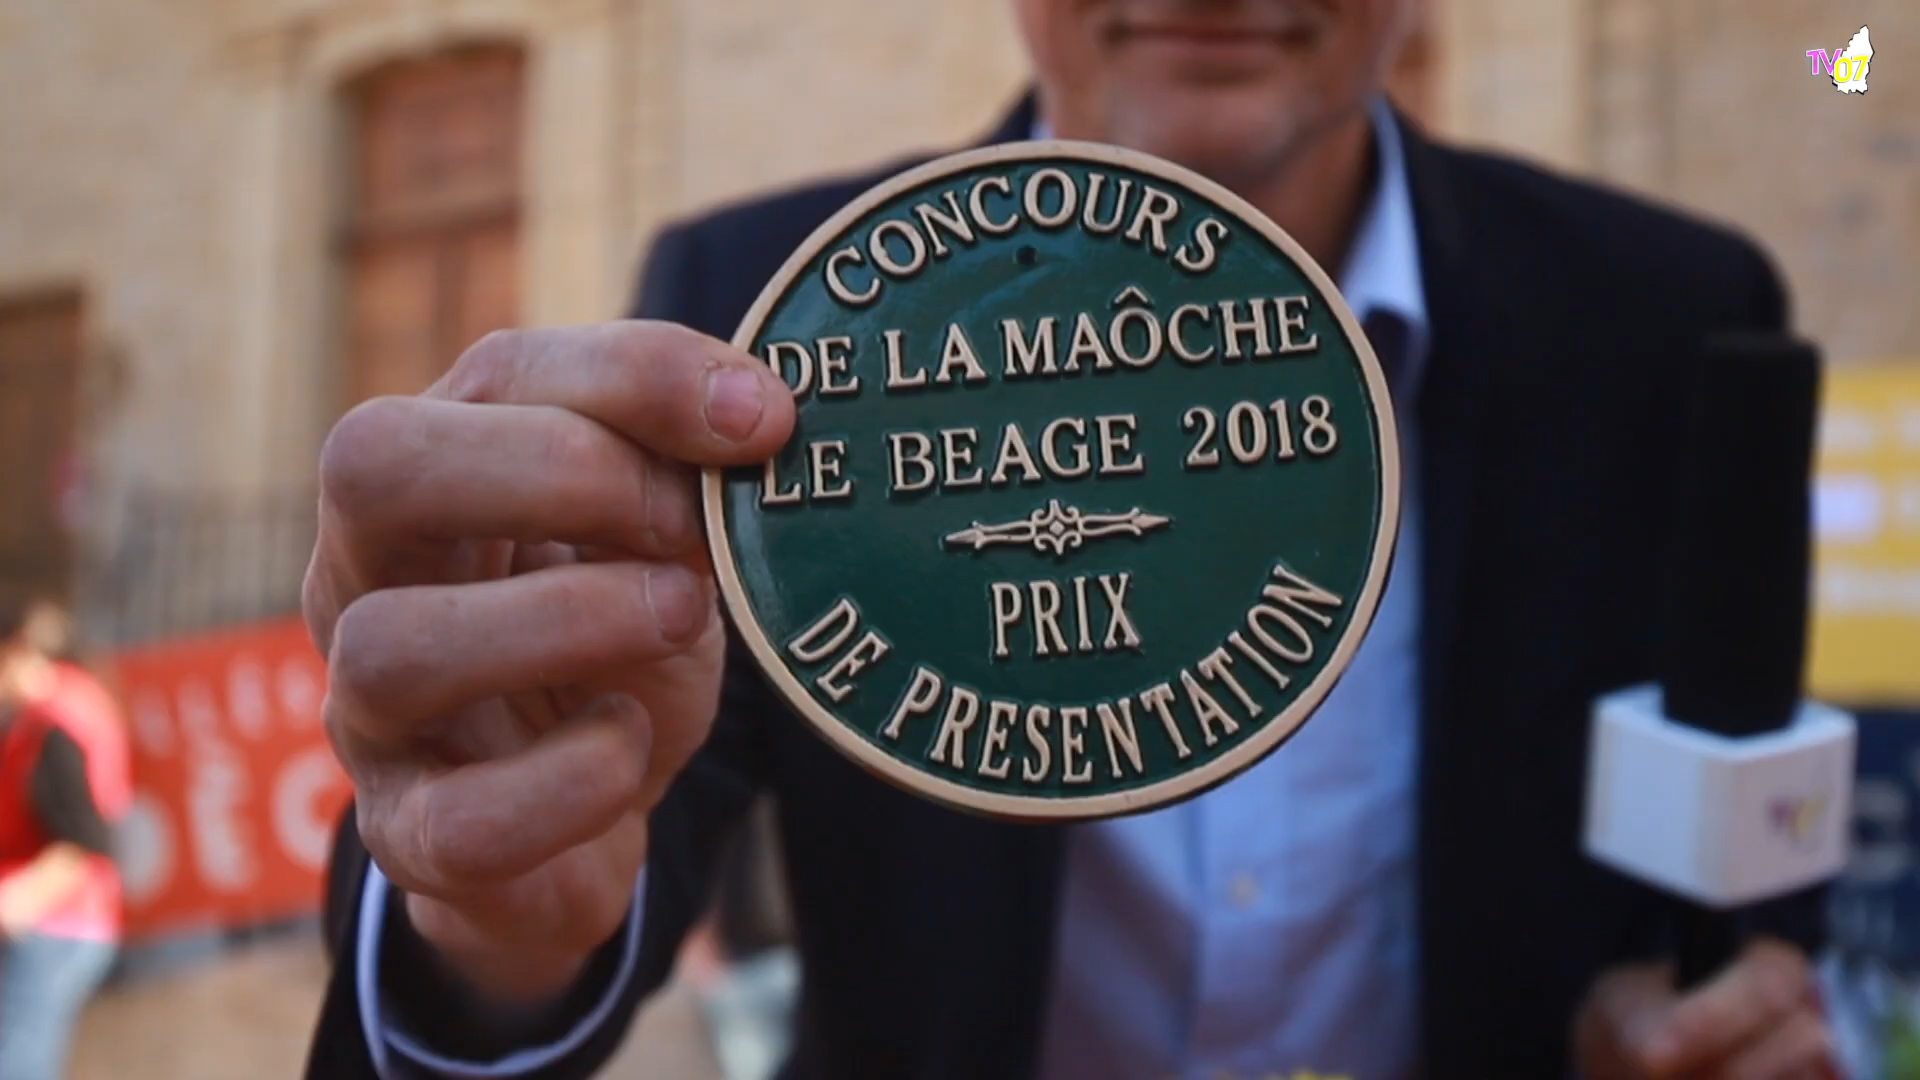 TV07
CONCOURS
DE LA MAÔCHE
LE BEAGE 2018
PRIX
DE PRESENTATION